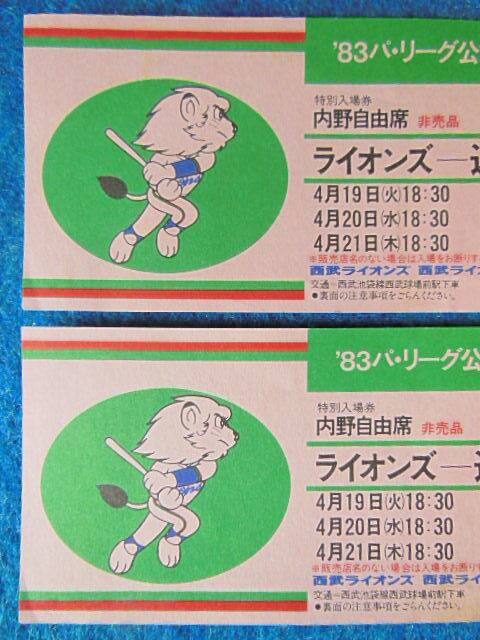 '83パ・リーグ公
特別入場券
内野自由席 非売品
ライオンズ―
4月19日(火)18:30
4月20日(水)18:30
4月21日(木)18:30
※販売店名のない場合は入場をお断りす
西武ライオンズ 西武ライ
交通=西武池袋線西武球場前駅下車
●裏面の注意事項をごらんください。
'83パ・リーグ公
特別入場券
内野自由席 非売品
ライオンズ―
4月19日(火)18:30
4月20日(水)18:30
4月21日(木)18:30
※販売店名のない場合は入場をお断りす
西武ライオンズ 西武ライ
交通=西武池袋線西武球場前駅下車
●裏面の注意事項をごらんください。